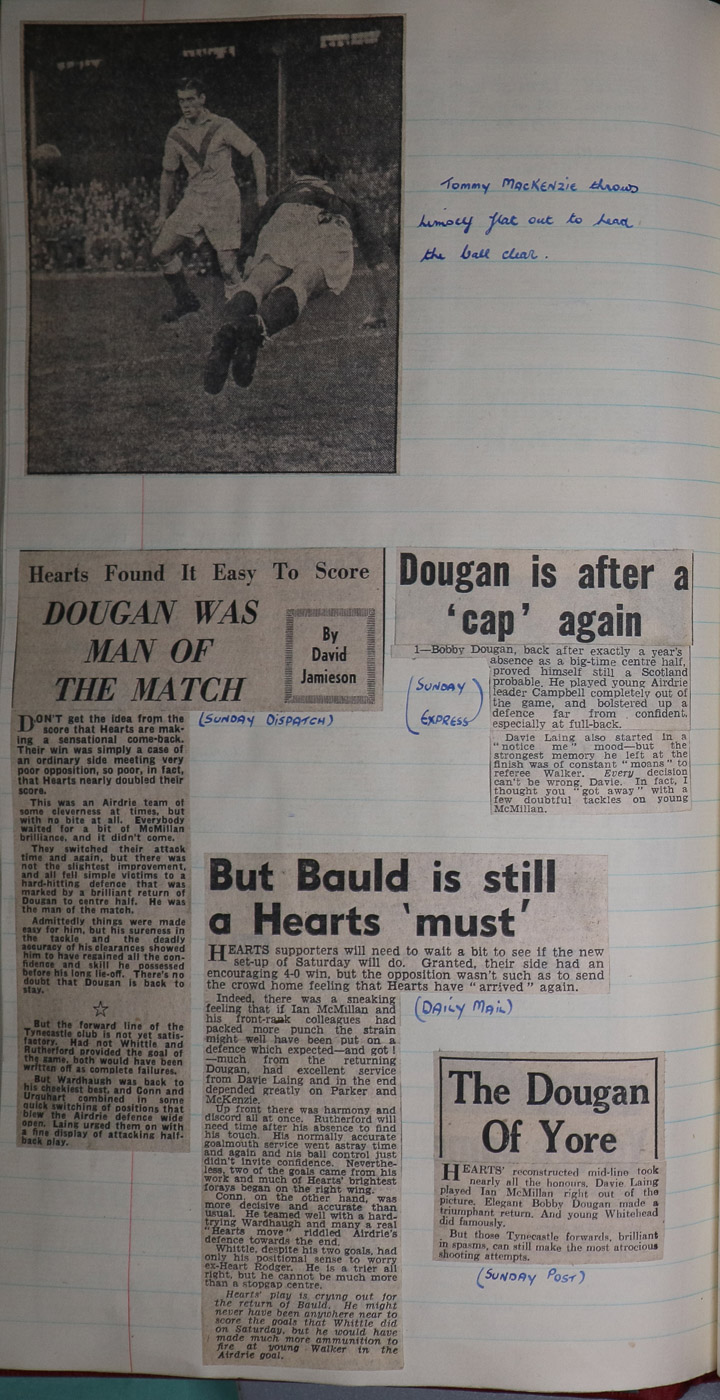 Tommy MacKenzie throws
himself flat out to head
the ball clear.
Hearts Found It Easy To Score
DOUGAN WAS
MAN OF
THE MATCH
By
David
Jamieson
(SUNDAY DISPATCH)
DON'T get the idea from the
score that Hearts are mak-
ing a sensational come-back.
Their win was simply a case of
an ordinary side meeting very
poor opposition, so poor, in fact,
that Hearts nearly doubled their
score.
This was an Airdrie team of
some cleverness at times, but
with no bite at all. Everybody
waited for a bit of McMillan
brilliance, and it didn't come.
They switched their attack
time and again, but there was
not the slightest improvement,
and all fell simple victims to a
hard-hitting defence that was
marked by a brilliant return of
Dougan to centre half. He was
the man of the match.
Admittedly things were made
easy for him, but his sureness in
the tackle and the deadly
accuracy of his clearances showed
him to have regained all the con-
fidence and skill he possessed
before his long lie-off. There's no
doubt that Dougan is back to
stay.
But the forward line of the
Tynecastle club is not yet satis-
factory. Had not Whittle and
Rutherford provided the goal of
the game, both would have been
written off as complete failures.
But Wardhaugh was back to
his cheekiest best, and Conn and
Urquhart combined in some
quick switching of positions that
blew the Airdrie defence wide
open. Laing urged them on with
a fine display of attacking half-
back play.
Dougan is after a
'cap' again
1—Bobby Dougan, back after exactly a year's
absence as a big-time centre half,
proved himself still a Scotland
probable. He played young Airdrie
leader Campbell completely out of
the game, and bolstered up a
defence far from confident,
especially at full-back.
Davie Laing also started in a
"notice me" mood—but the
strongest memory he left at the
finish was of constant "moans" to
referee Walker. Every decision
can't be wrong, Davie. In fact, I
thought you "got away" with a
few doubtful tackles on young
McMillan.
(SUNDAY
EXPRESS)
But Bauld is still
a Hearts 'must'
HEARTS supporters will need to wait a bit to see if the new
set-up of Saturday will do. Granted, their side had an
encouraging 4-0 win, but the opposition wasn't such as to send
the crowd home feeling that Hearts have "arrived" again.
Indeed, there was a sneaking
feeling that if Ian McMillan and
his front-rank colleagues had
packed more punch the strain
might well have been put on a
defence which expected—and got!
—much from the returning
Dougan, had excellent service
from Davie Laing and in the end
depended greatly on Parker and
McKenzie.
Up front there was harmony and
discord all at once. Rutherford will
need time after his absence to find
his touch. His normally accurate
goalmouth service went astray time
and again and his ball control just
didn't invite confidence. Neverthe-
less, two of the goals came from his
work and much of Hearts' brightest
forays began on the right wing.
Conn, on the other hand, was
more decisive and accurate than
usual. He teamed well with a hard-
trying Wardhaugh and many a real
"Hearts move" riddled Airdrie's
defence towards the end.
Whittle, despite his two goals, had
only his positional sense to worry
ex-Heart Rodger. He is a trier all
right, but he cannot be much more
than a stopgap centre.
Hearts' play is crying out for
the return of Bauld. He might
never have been anywhere near to
score the goals that Whittle did
on Saturday, but he would have
made much more ammunition to
fire at young Walker in the
Airdrie goal.
(DAILY MAIL)
The Dougan
Of Yore
HEARTS' reconstructed mid-line took
nearly all the honours. Davie Laing
played Ian McMillan right out of the
picture. Elegant Bobby Dougan made a
triumphant return. And young Whitehead
did famously.
But those Tynecastle forwards, brilliant
in spasms, can still make the most atrocious
shooting attempts.
(SUNDAY POST)